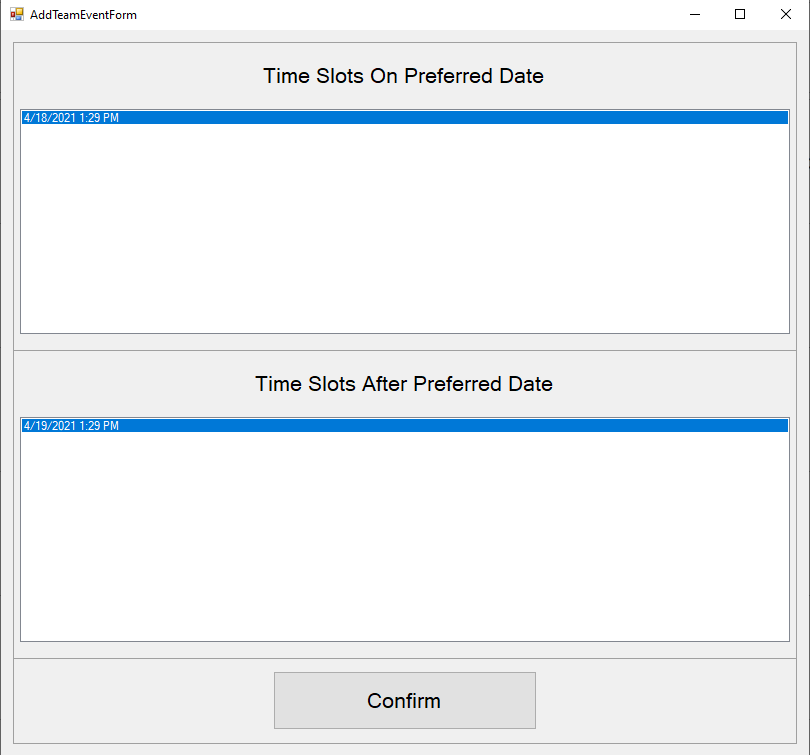 AddTeamEventForm
Time Slots On Preferred Date
4/18/2021 1:29 PM
Time Slots After Preferred Date
4/19/2021 1:29 PM
Confirm